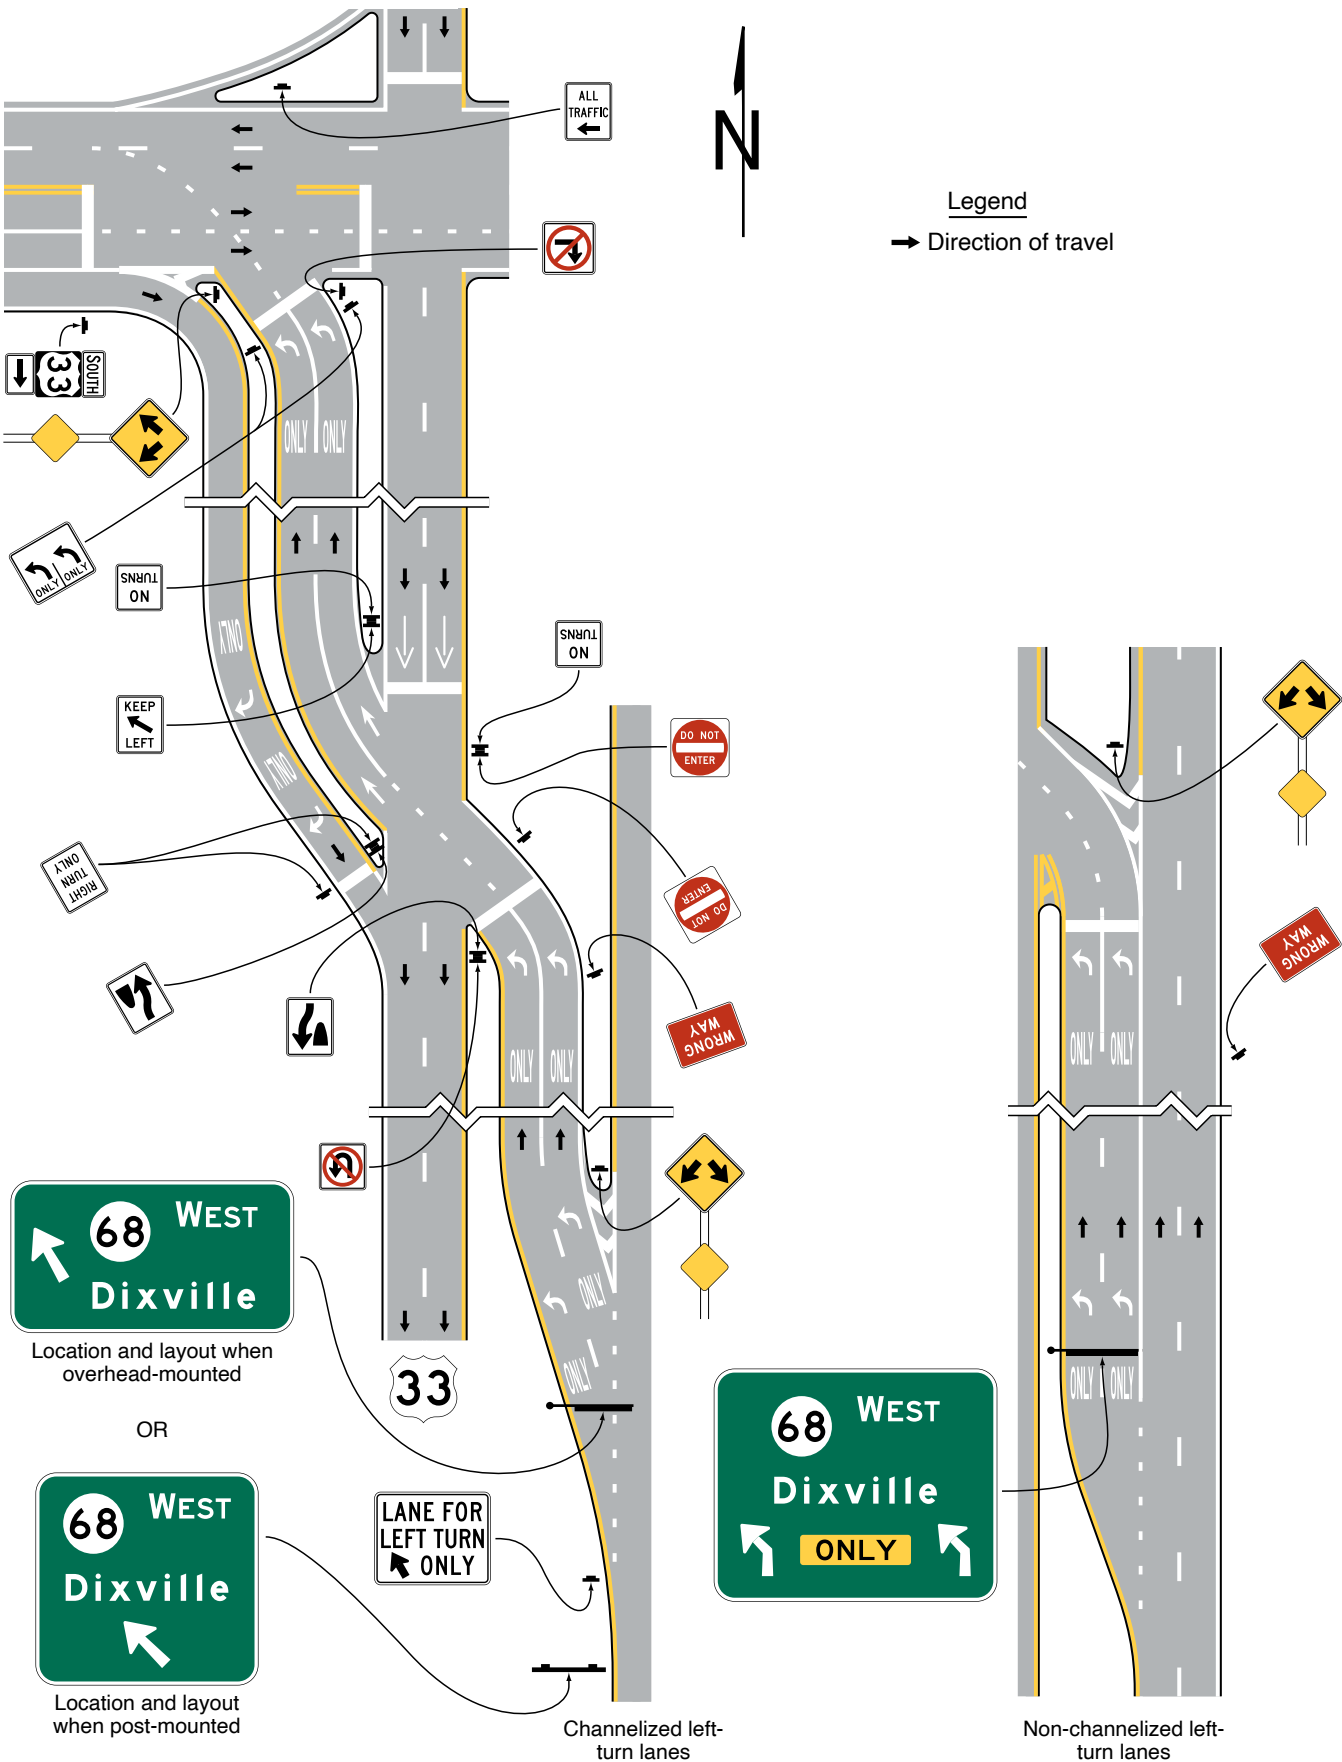 ALL
TRAFFIC
N
Legend
Direction of travel
33
SOUTH
ONLY
ONLY
ONLY
ONLY
NO
TURNS
ONLY
NO
TURNS
KEEP
LEFT
DO NOT
ENTER
ONLY
RIGHT
TURN
ONLY
DO NOT
ENTER
WRONG
WAY
WRONG
WAY
ONLY
ONLY
ONLY
ONLY
68
WEST
Dixville
Location and layout when
overhead-mounted
OR
ONLY
ONLY
33
ONLY
ONLY
68
WEST
Dixville
ONLY
68
WEST
Dixville
Location and layout
when post-mounted
LANE FOR
LEFT TURN
ONLY
Channelized left-
turn lanes
Non-channelized left-
turn lanes